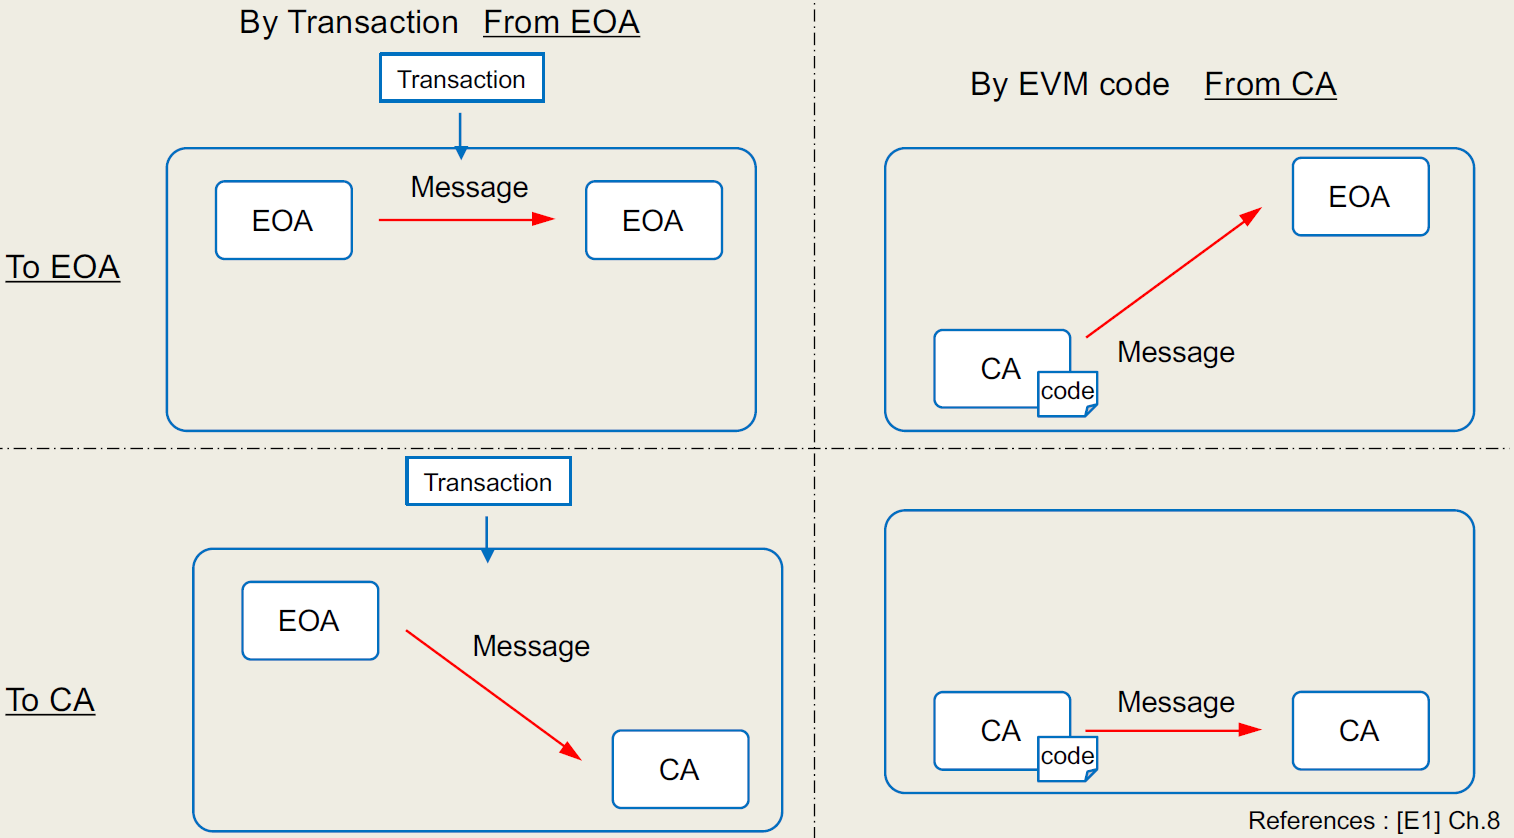 By Transaction From EOA
Transaction
By EVM code From CA
To EOA
EOA
Message
EOA
EOA
CA
code
Message
Transaction
To CA
EOA
Message
CA
CA
code
Message
CA
References : [E1] Ch.8